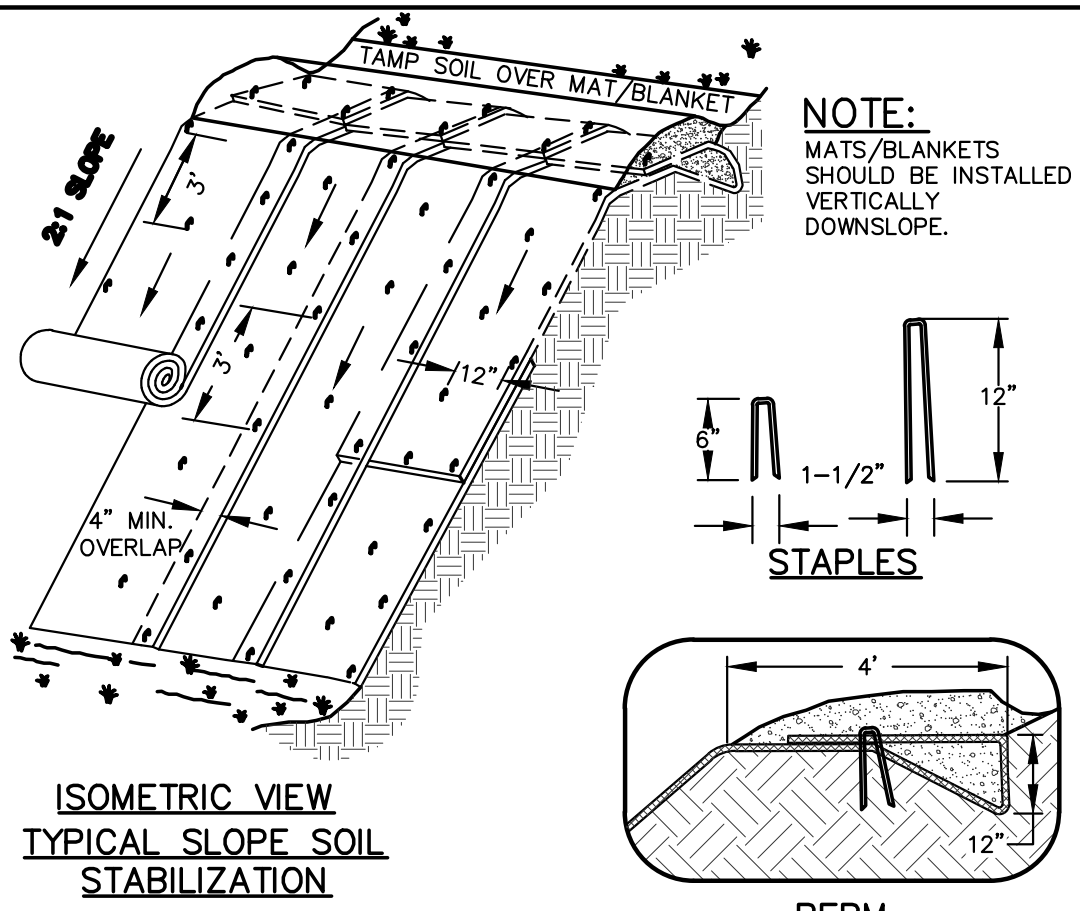 TAMP SOIL OVER MAT/BLANKET
2:1 SLOPE
3'
3'
12"
4" MIN.
OVERLAP
NOTE:
MATS/BLANKETS
SHOULD BE INSTALLED
VERTICALLY
DOWNSLOPE.
6"
1-1/2"
12"
STAPLES
4'
12"
ISOMETRIC VIEW
TYPICAL SLOPE SOIL
STABILIZATION